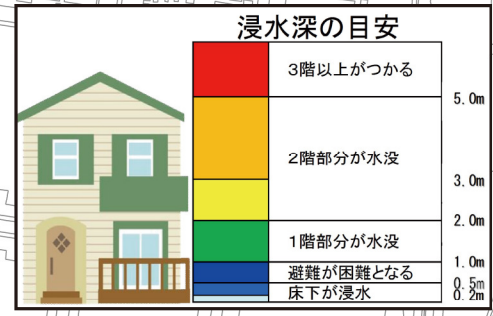 浸水深の目安
3階以上がつかる
5.0m
2階部分が水没
3.0m
2.0m
1階部分が水没
1.0m
避難が困難となる
0.5m
床下が浸水
0.2m